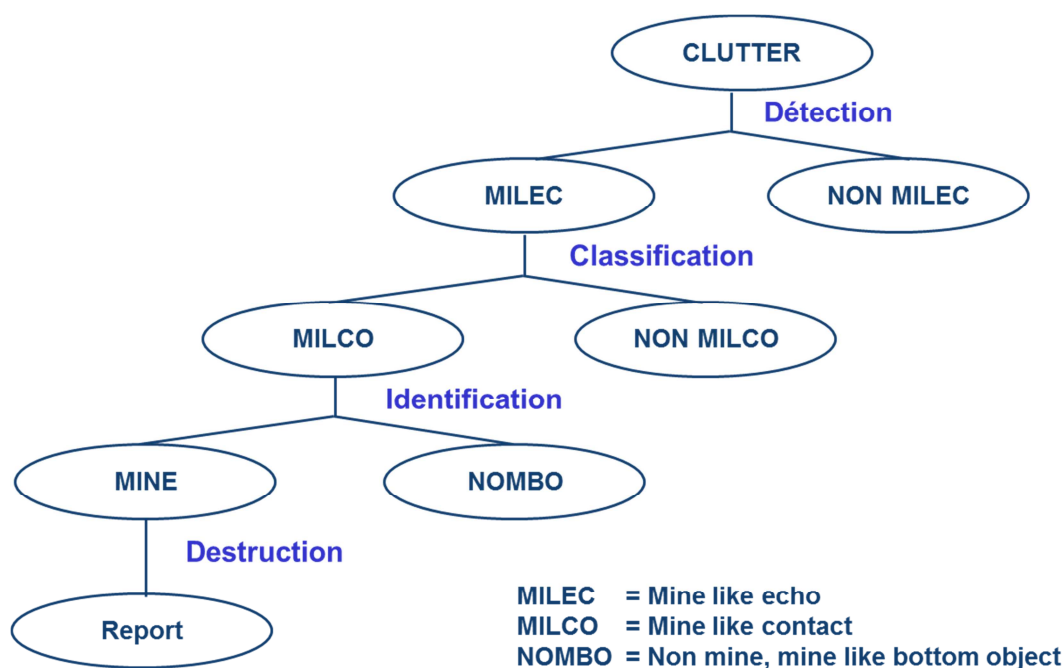 CLUTTER
Détection
MILEC
NON MILEC
Classification
MILCO
NON MILCO
Identification
MINE
NOMBO
Destruction
Report
MILEC = Mine like echo
MILCO = Mine like contact
NOMBO = Non mine, mine like bottom object